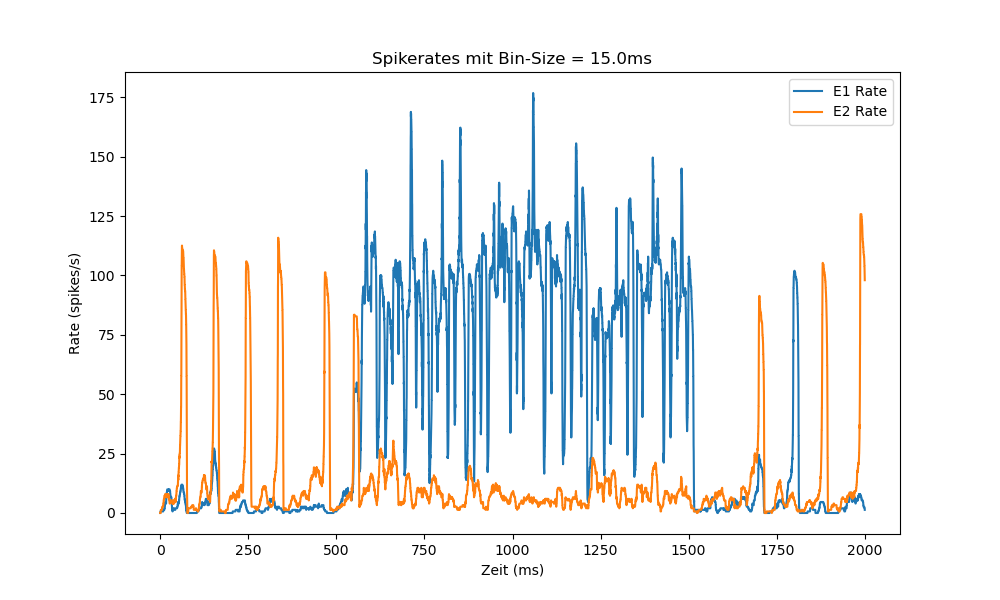 Spikerates mit Bin-Size = 15.0ms
E1 Rate
E2 Rate
Rate (spikes/s)
175
150
125
100
75
50
25
0
0 250 500 750 1000 1250 1500 1750 2000
Zeit (ms)